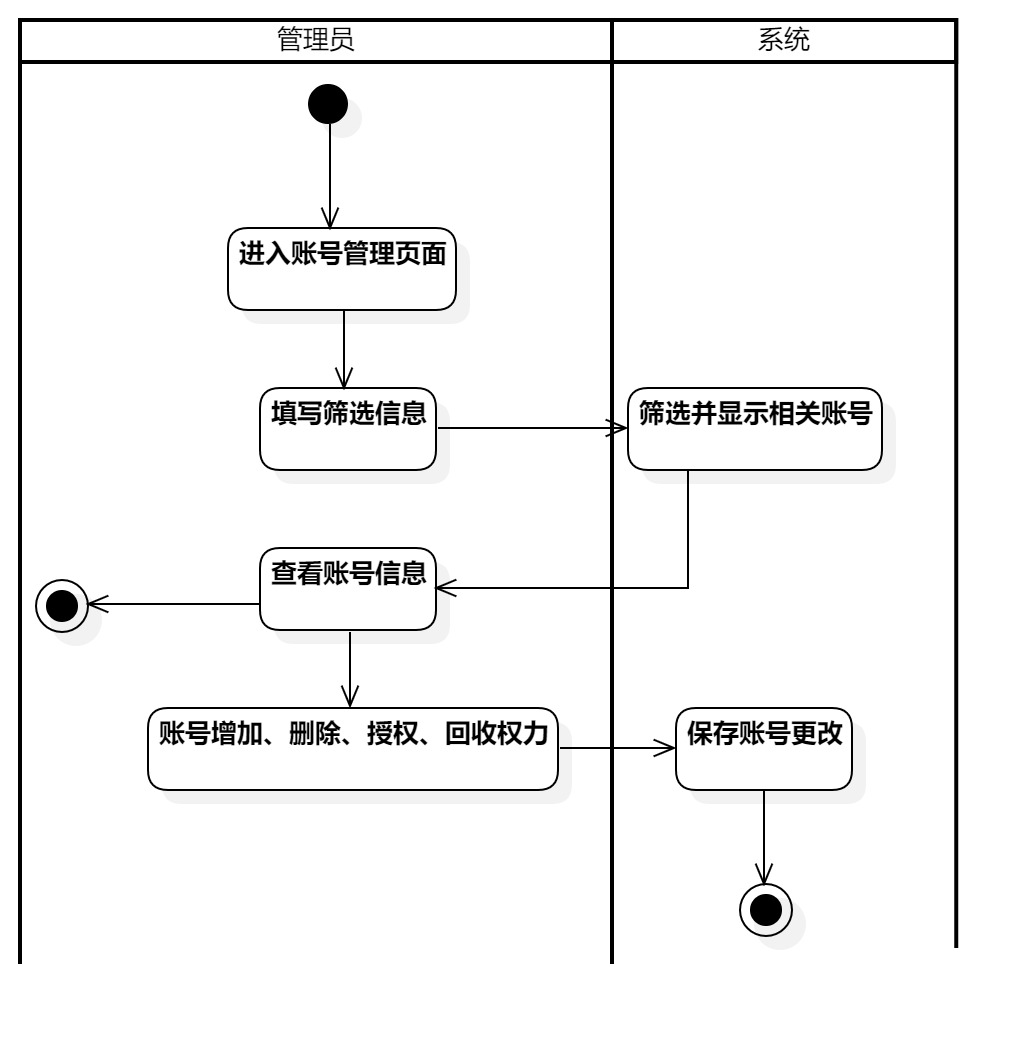 管理员
系统
进入账号管理页面
填写筛选信息
筛选并显示相关账号
查看账号信息
账号增加、删除、授权、回收权力
保存账号更改